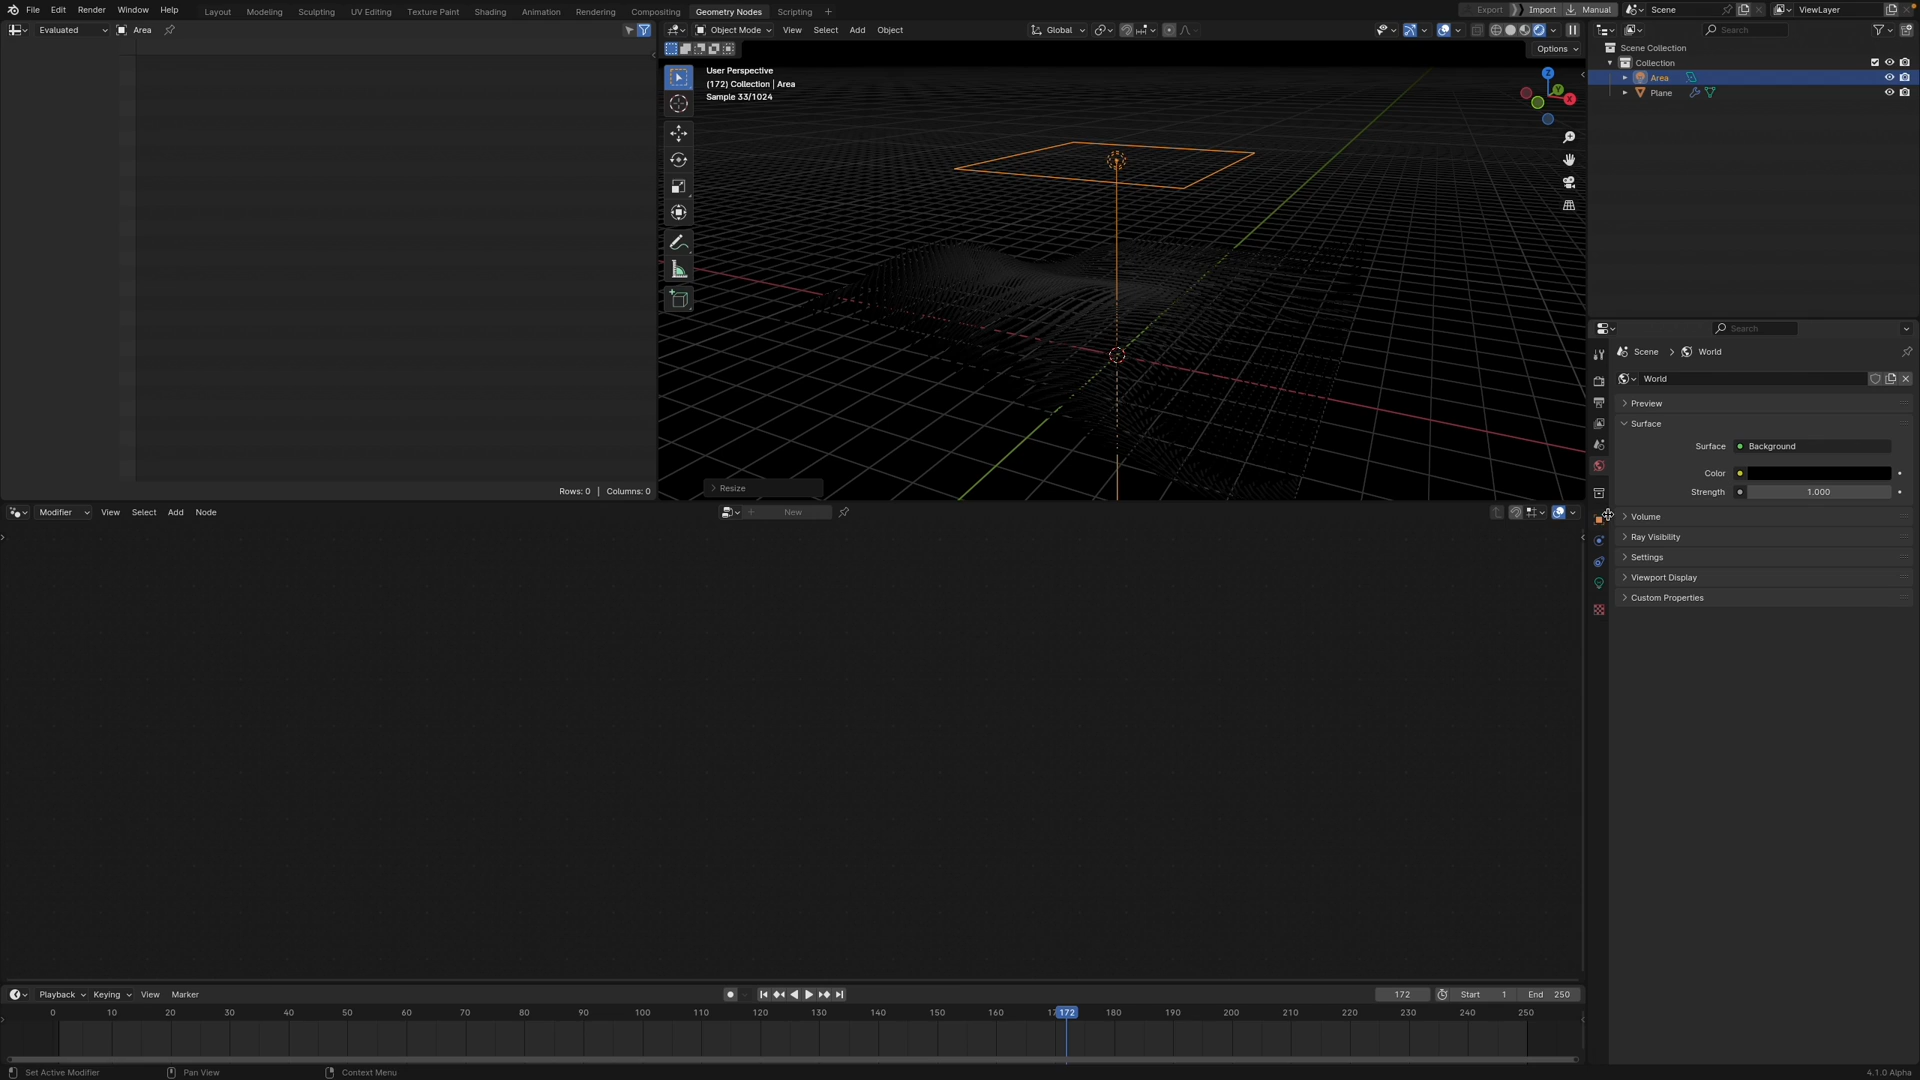 File Edit Render Window Help Layout Modeling Sculpting UV Editing Texture Paint Shading Animation Rendering Compositing Geometry Nodes Scripting + Export Import Manual Scene ViewLayer
Evaluated Area
Object Mode View Select Add Object Global
Search
Options
Scene Collection
Collection
Area
Plane
User Perspective
(172) Collection | Area
Sample 33/1024
Z
Y
X
Resize
Rows: 0 | Columns: 0
Search
Scene > World
World
Preview
Surface
Surface Background
Color
Strength 1.000
Volume
Ray Visibility
Settings
Viewport Display
Custom Properties
Modifier View Select Add Node New
Playback Keying View Marker 172 Start 1 End 250
0 10 20 30 40 50 60 70 80 90 100 110 120 130 140 150 160 172 180 190 200 210 220 230 240 250
Set Active Modifier Pan View Context Menu 4.1.0 Alpha